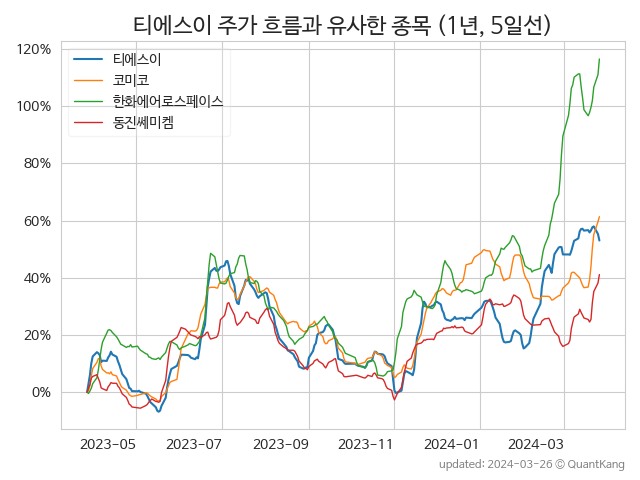 티에스이 주가 흐름과 유사한 종목 (1년, 5일선)
120%
100%
80%
60%
40%
20%
0%
티에스이
코미코
한화에어로스페이스
동진쎄미켐
2023-05 2023-07 2023-09 2023-11 2024-01 2024-03
updated: 2024-03-26 © QuantKang